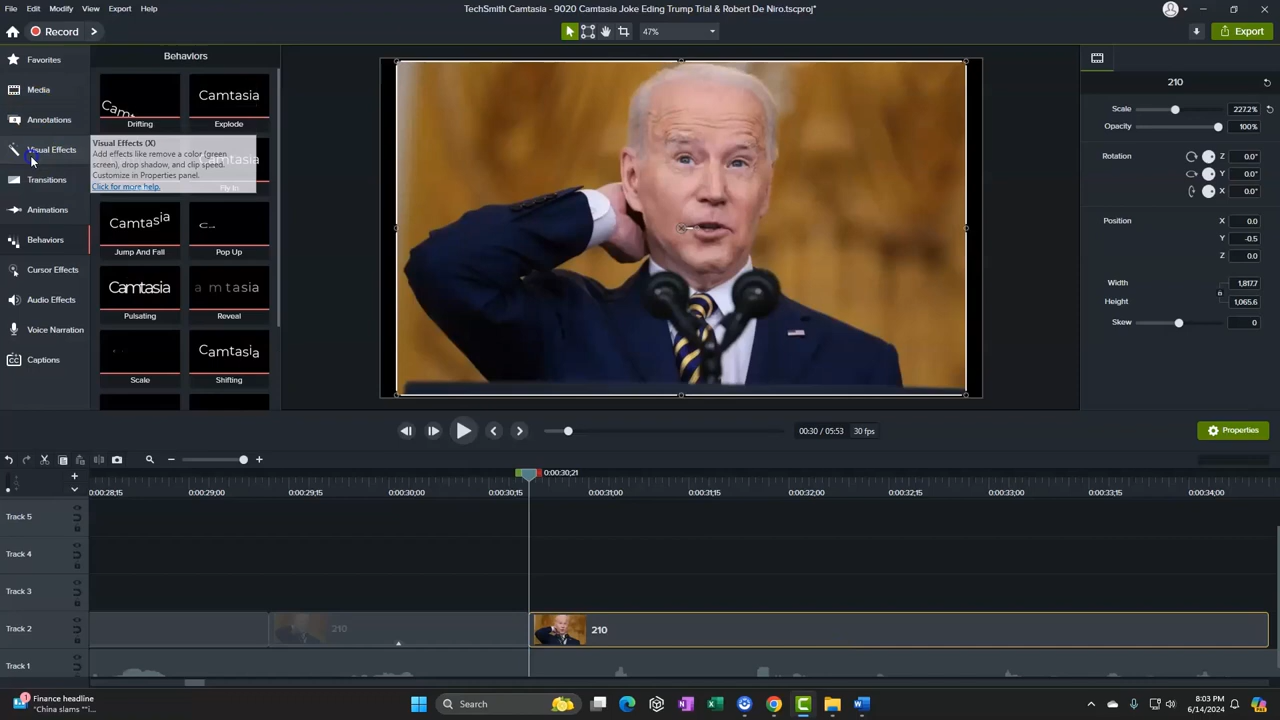 File Edit Modify View Export Help
TechSmith Camtasia - 9020 Camtasia Joke Eding Trump Trial & Robert De Niro.tscproj*
Record
47%
Export
Favorites
Media
Annotations
Visual Effects
Transitions
Animations
Behaviors
Cursor Effects
Audio Effects
Voice Narration
Captions
Behaviors
Camtasia
Drifting
Explode
Visual Effects (X)
Add effects like remove a color (green
screen), drop shadow, and clip speed.
Customize in Properties panel.
Click for more help.
Fly In
Camtasia
Jump And Fall
Pop Up
Camtasia
Pulsating
Reveal
Camtasia
Scale
Shifting
210
Scale 227.2%
Opacity 100%
Rotation Z 0.0°
Y 0.0°
X 0.0°
Position X 0.0
Y -0.5
Z 0.0
Width 1,817.7
Height 1,065.6
Skew 0
00:30 / 05:53 30 fps
Properties
0:00:30;21
0:00:28;15 0:00:29;00 0:00:29;15 0:00:30;00 0:00:30;15 0:00:31;00 0:00:31;15 0:00:32;00 0:00:32;15 0:00:33;00 0:00:33;15 0:00:34;00
Track 5
Track 4
Track 3
Track 2
210
210
Track 1
1
Finance headline
"China slams "'i...
Search
8:03 PM
6/14/2024